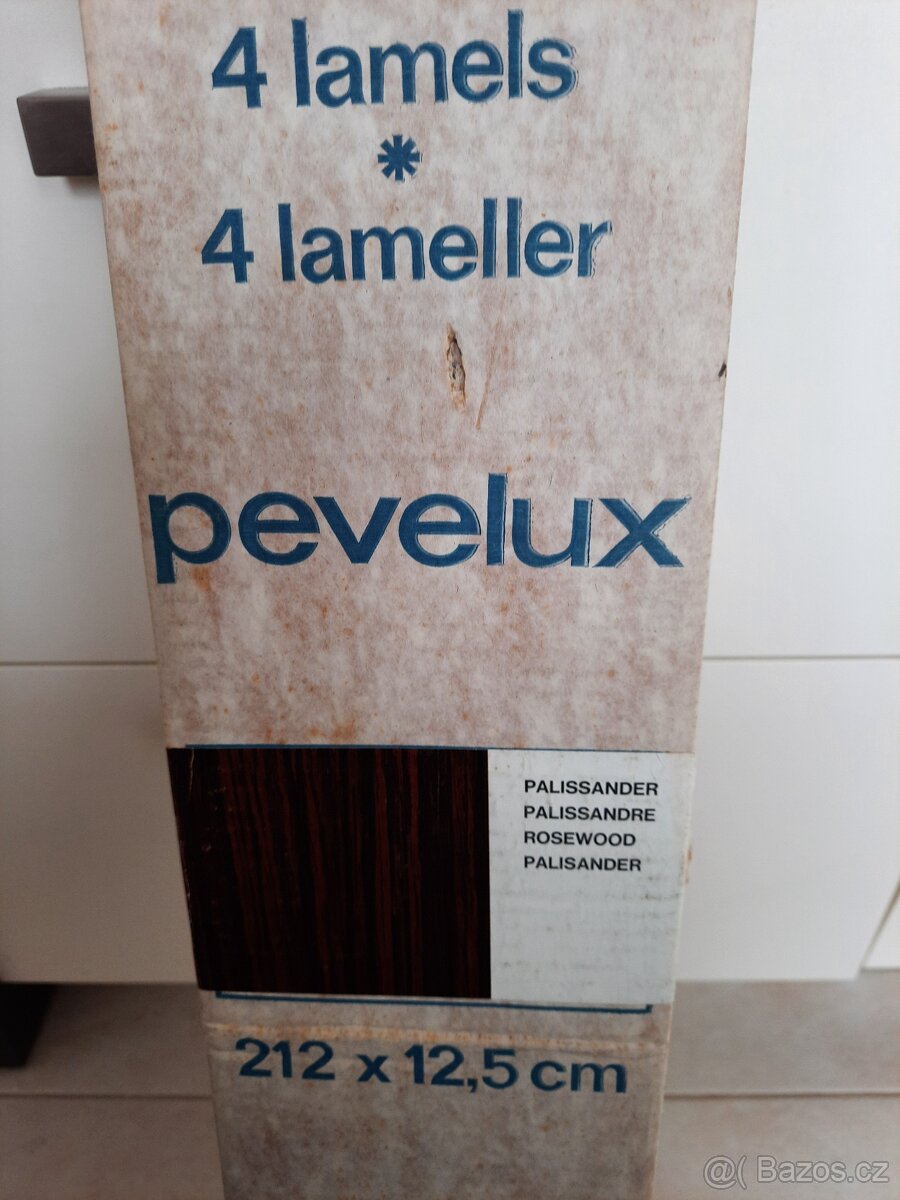 4 lamels
*
4 lameller
pevelux
PALISSANDER
PALISSANDRE
ROSEWOOD
PALISANDER
212 x 12,5 cm
@( Bazos.cz